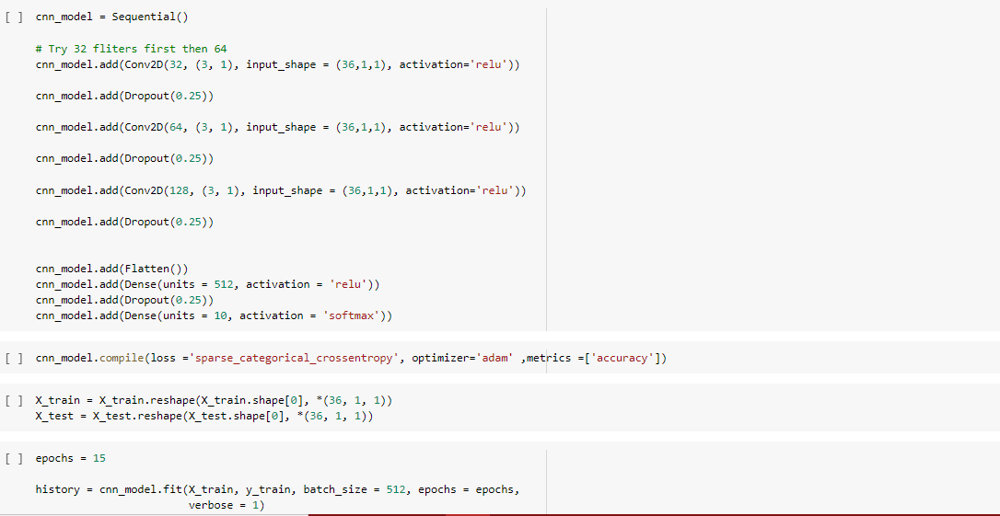 [ ] cnn_model = Sequential()
# Try 32 fliters first then 64
cnn_model.add(Conv2D(32, (3, 1), input_shape = (36,1,1), activation='relu'))
cnn_model.add(Dropout(0.25))
cnn_model.add(Conv2D(64, (3, 1), input_shape = (36,1,1), activation='relu'))
cnn_model.add(Dropout(0.25))
cnn_model.add(Conv2D(128, (3, 1), input_shape = (36,1,1), activation='relu'))
cnn_model.add(Dropout(0.25))
cnn_model.add(Flatten())
cnn_model.add(Dense(units = 512, activation = 'relu'))
cnn_model.add(Dropout(0.25))
cnn_model.add(Dense(units = 10, activation = 'softmax'))
[ ] cnn_model.compile(loss ='sparse_categorical_crossentropy', optimizer='adam' ,metrics =['accuracy'])
[ ] X_train = X_train.reshape(X_train.shape[0], *(36, 1, 1))
X_test = X_test.reshape(X_test.shape[0], *(36, 1, 1))
[ ] epochs = 15
history = cnn_model.fit(X_train, y_train, batch_size = 512, epochs = epochs,
verbose = 1)